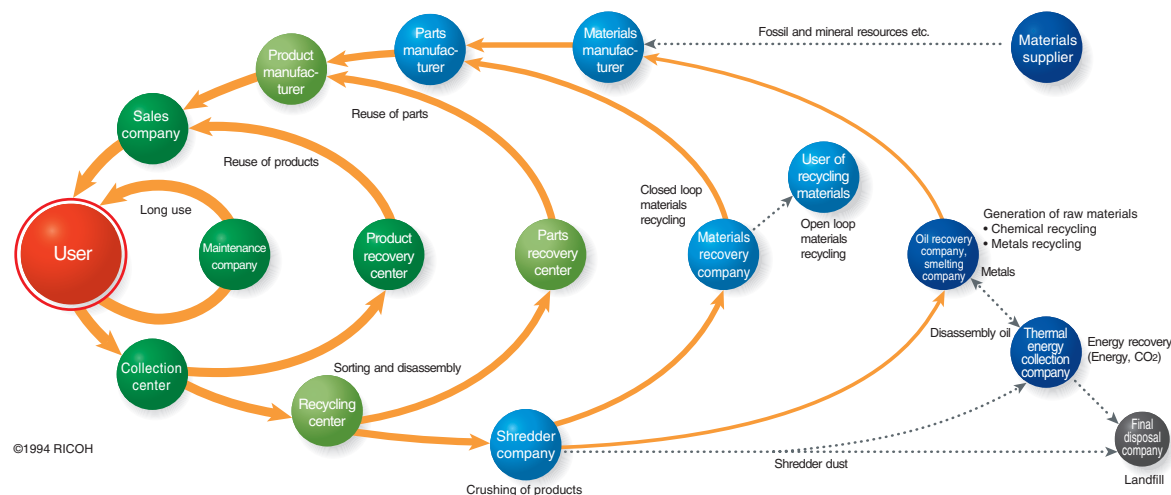 Parts
manufac-
turer
Materials
manufac-
turer
Fossil and mineral resources etc.
Materials
supplier
Product
manufac-
turer
Sales
company
Reuse of parts
Reuse of products
Long use
User
Maintenance
company
Product
recovery
center
Parts
recovery
center
Closed loop
materials
recycling
Materials
recovery
company
User of
recycling
materials
Open loop
materials
recycling
Oil recovery
company,
smelting
company
Generation of raw materials
• Chemical recycling
• Metals recycling
Metals
Disassembly oil
Thermal
energy
collection
company
Energy recovery
(Energy, CO2)
Collection
center
Sorting and disassembly
Recycling
center
Shredder
company
Crushing of products
Shredder dust
Final
disposal
company
Landfill
©1994 RICOH